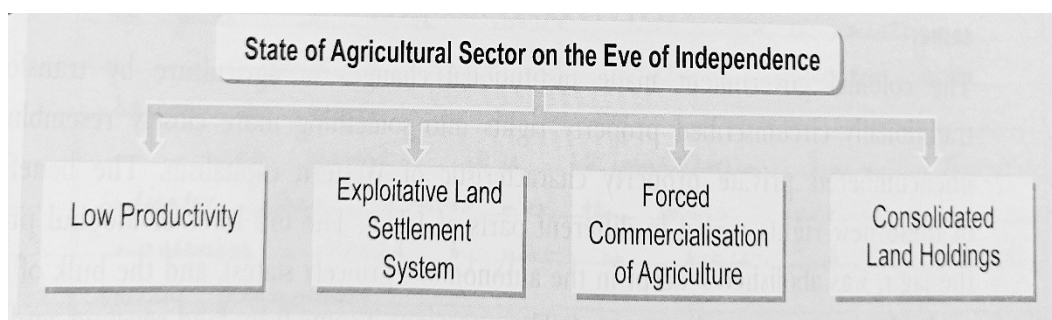 State of Agricultural Sector on the Eve of Independence
Low Productivity
Exploitative Land
Settlement
System
Forced
Commercialisation
of Agriculture
Consolidated
Land Holdings